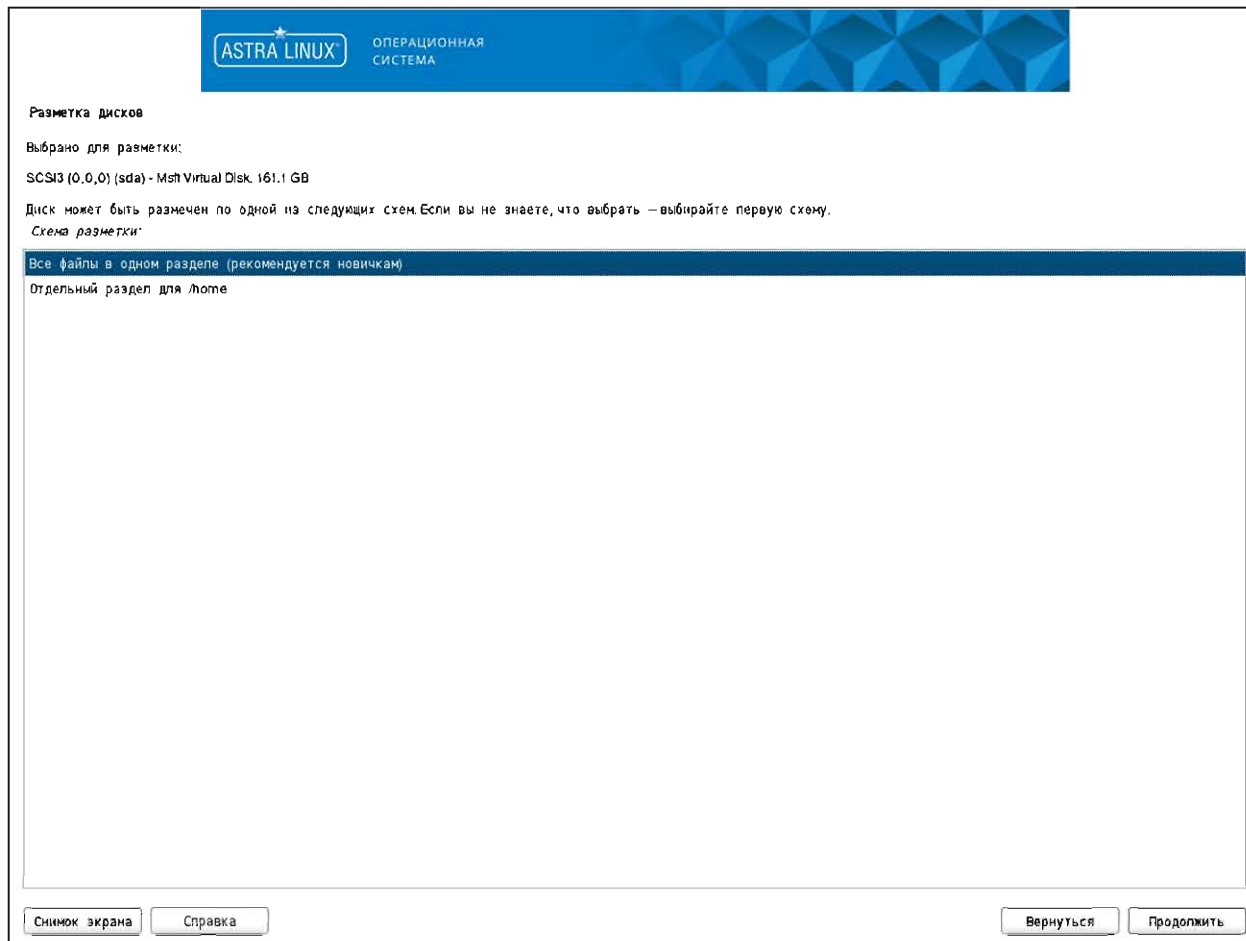 ASTRA LINUX®
ОПЕРАЦИОННАЯ
СИСТЕМА
Разметка дисков
Выбрано для разметки:
SCSI3 (0,0,0) (sda) - Msft Virtual Disk: 161.1 GB
Диск может быть размечен по одной из следующих схем. Если вы не знаете, что выбрать — выбирайте первую схему.
Схема разметки:
Все файлы в одном разделе (рекомендуется новичкам)
Отдельный раздел для /home
Снимок экрана
Справка
Вернуться
Продолжить